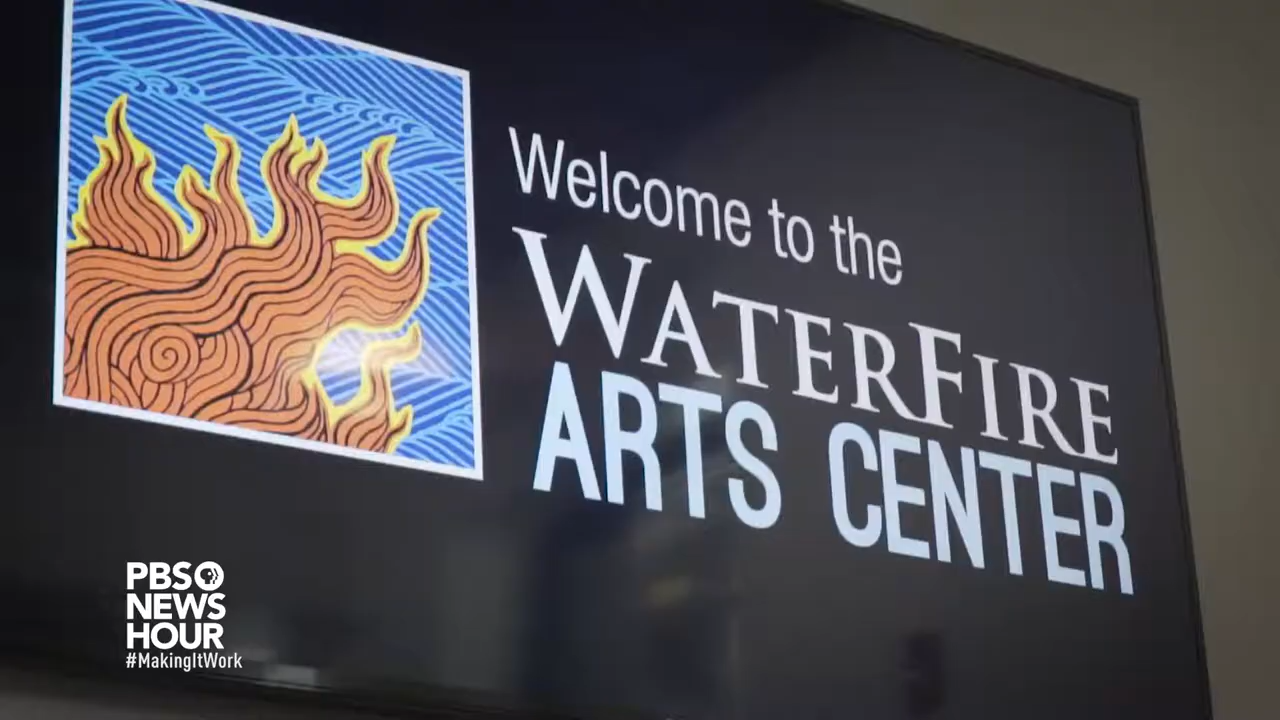 Welcome to the
WATERFIRE
ARTS CENTER
PBS
NEWS
HOUR
#MakingItWork